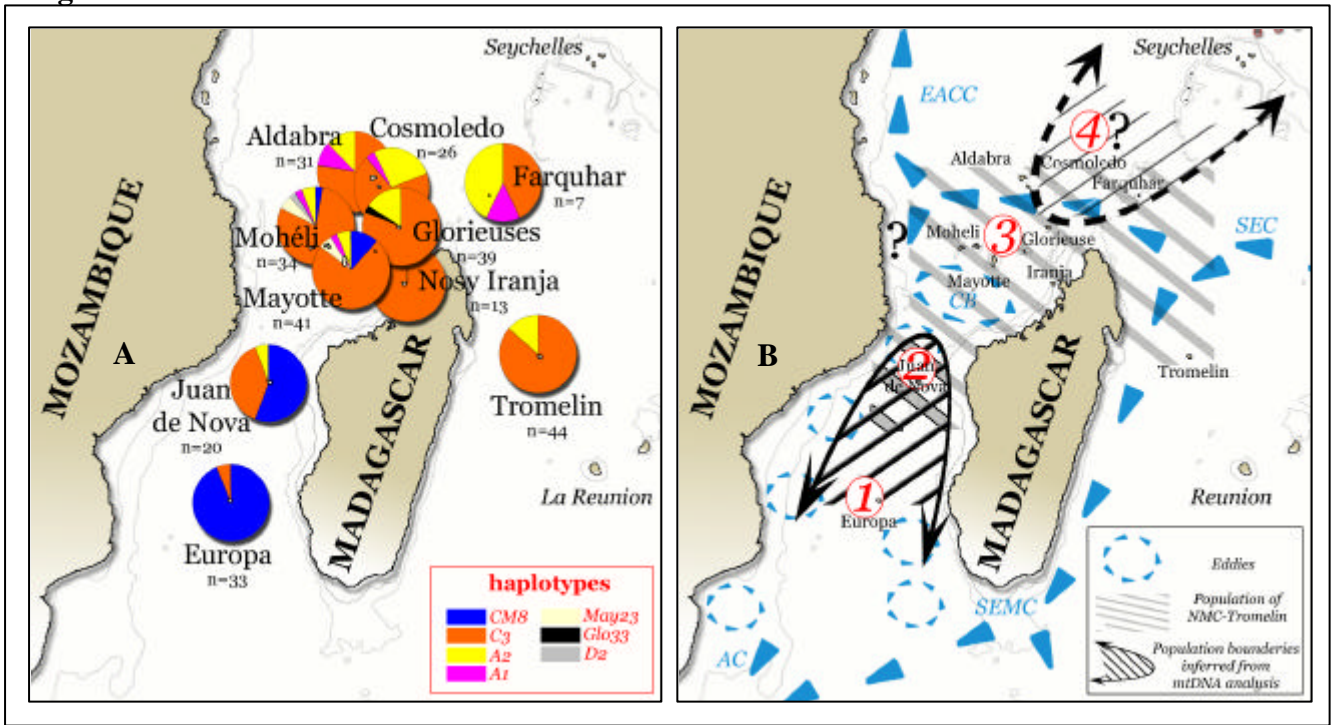 Seychelles
Aldabra
n=31
Cosmoledo
n=26
Farquhar
n=7
Mohéli
n=34
Glorieuses
n=39
Mayotte
n=41
Nosy Iranja
n=13
MOZAMBIQUE
A
Juan
de Nova
n=20
MADAGASCAR
Tromelin
n=44
La Reunion
Europa
n=33
haplotypes
CM8
C3
A2
A1
May23
Glo33
D2
Seychelles
EACC
4
?
Aldabra
Cosmoledo
Farquhar
SEC
?
Moheli
3
Glorieuse
Iranja
Mayotte
CB
MOZAMBIQUE
B
2
Juan
de Nova
Tromelin
MADAGASCAR
1
Europa
Reunion
SEMC
AC
Eddies
Population of
NMC-Tromelin
Population bounderies
inferred from
mtDNA analysis